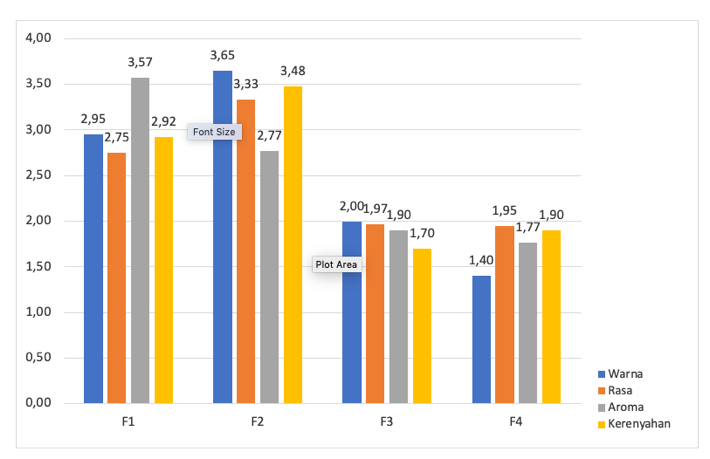 4,00
3,50
3,00
2,50
2,00
1,50
1,00
0,50
0,00
2,95
2,75
3,57
2,92
3,65
3,33
2,77
3,48
2,00
1,97
1,90
1,70
1,40
1,95
1,77
1,90
Font Size
Plot Area
F1
F2
F3
F4
Warna
Rasa
Aroma
Kerenyahan